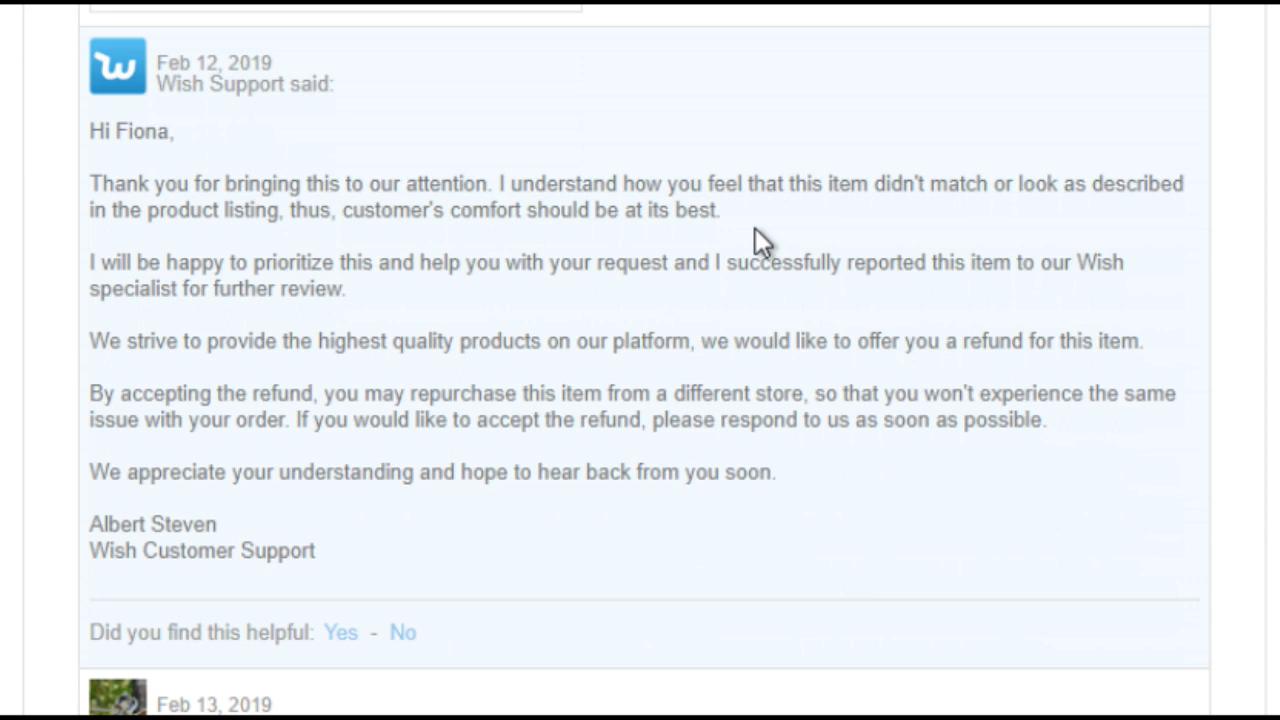 Feb 12, 2019
Wish Support said:
Hi Fiona,
Thank you for bringing this to our attention. I understand how you feel that this item didn't match or look as described
in the product listing, thus, customer's comfort should be at its best.
I will be happy to prioritize this and help you with your request and I successfully reported this item to our Wish
specialist for further review.
We strive to provide the highest quality products on our platform, we would like to offer you a refund for this item.
By accepting the refund, you may repurchase this item from a different store, so that you won't experience the same
issue with your order. If you would like to accept the refund, please respond to us as soon as possible.
We appreciate your understanding and hope to hear back from you soon.
Albert Steven
Wish Customer Support
Did you find this helpful: Yes - No
Feb 13, 2019